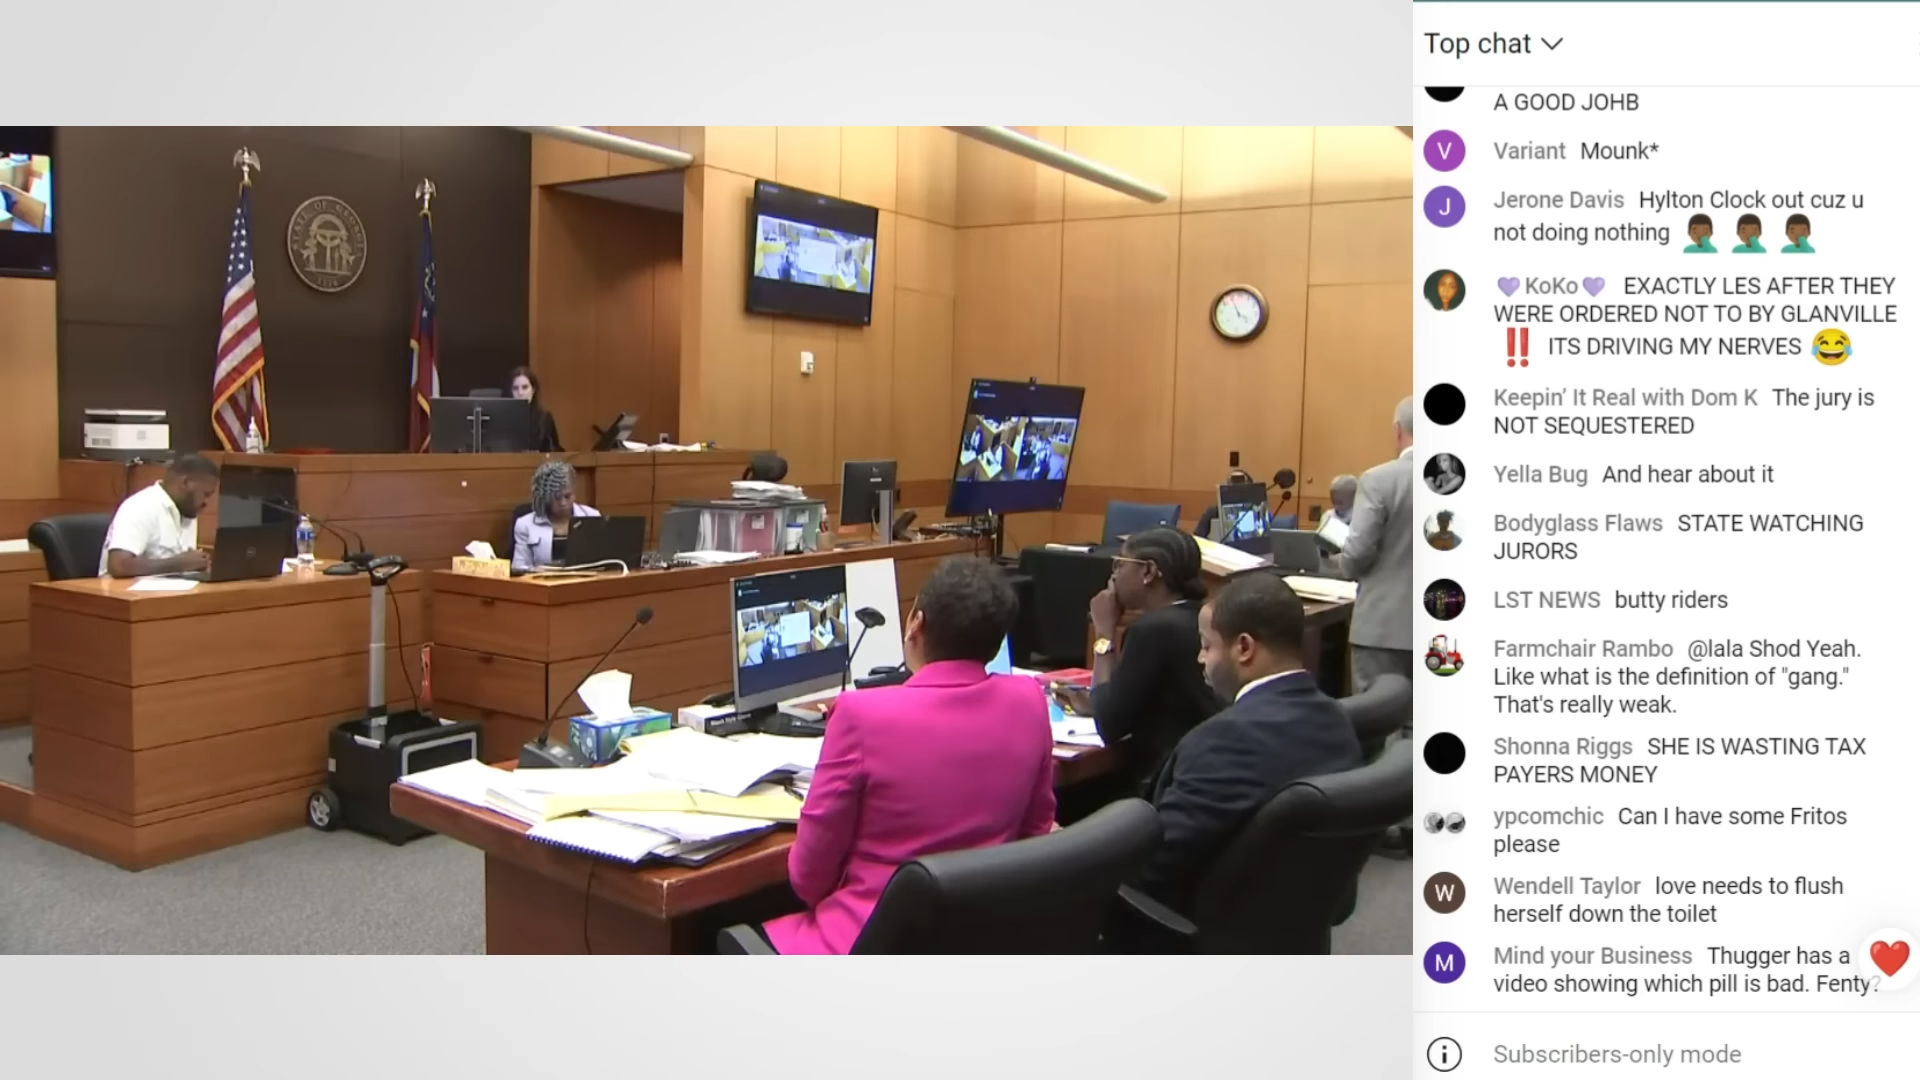 Top chat
A GOOD JOHB
V
Variant Mounk*
J
Jerone Davis Hylton Clock out cuz u
not doing nothing 🤦🏾‍♂️🤦🏾‍♂️🤦🏾‍♂️
💜KoKo💜 EXACTLY LES AFTER THEY
WERE ORDERED NOT TO BY GLANVILLE
‼️ ITS DRIVING MY NERVES 😂
Keepin’ It Real with Dom K The jury is
NOT SEQUESTERED
Yella Bug And hear about it
Bodyglass Flaws STATE WATCHING
JURORS
LST NEWS butty riders
Farmchair Rambo @lala Shod Yeah.
Like what is the definition of "gang."
That's really weak.
Shonna Riggs SHE IS WASTING TAX
PAYERS MONEY
ypcomchic Can I have some Fritos
please
W
Wendell Taylor love needs to flush
herself down the toilet
M
Mind your Business Thugger has a
video showing which pill is bad. Fenty?
Subscribers-only mode